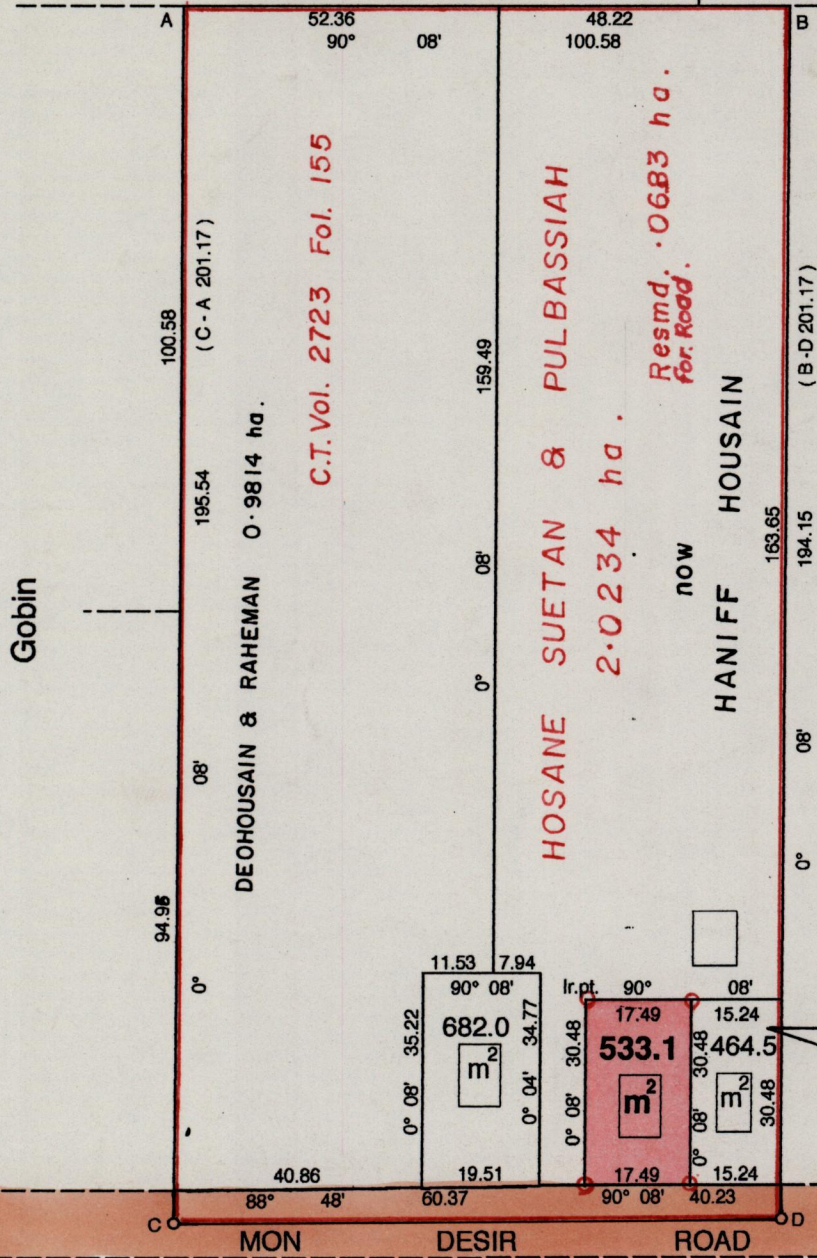 A
52.36
48.22
B
90° 08'
100.58
C.T. Vol. 2723 Fol. 155
(C-A 201.17)
100.58
195.54
DEOHOUSAIN & RAHEMAN 0·9814 ha.
08'
0°
94.95
Gobin
159.49
08'
0°
HOSANE SUETAN & PULBASSIAH
2·0234 ha.
Resmd. ·0683 ha.
For. Road.
now
HANIFF HOUSAIN
(B-D 201.17)
163.65
194.15
08'
0°
11.53
7.94
90° 08'
35.22
0° 08'
682.0
m²
34.77
0° 04'
Ir.pt.
90°
08'
17.49
15.24
30.48
0° 08'
533.1
m²
30.48
0° 08'
464.5
m²
30.48
40.86
19.51
17.49
15.24
88° 48'
60.37
90° 08'
40.23
C
D
MON DESIR ROAD